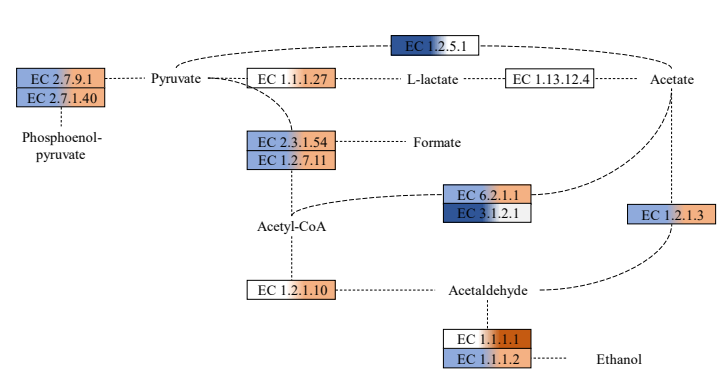 EC 1.2.5.1
EC 2.7.9.1
Pyruvate
EC 1.1.1.27
L-lactate
EC 1.13.12.4
Acetate
EC 2.7.1.40
Phosphoenol-
pyruvate
EC 2.3.1.54
Formate
EC 1.2.7.11
EC 6.2.1.1
EC 3.1.2.1
EC 1.2.1.3
Acetyl-CoA
EC 1.2.1.10
Acetaldehyde
EC 1.1.1.1
EC 1.1.1.2
Ethanol